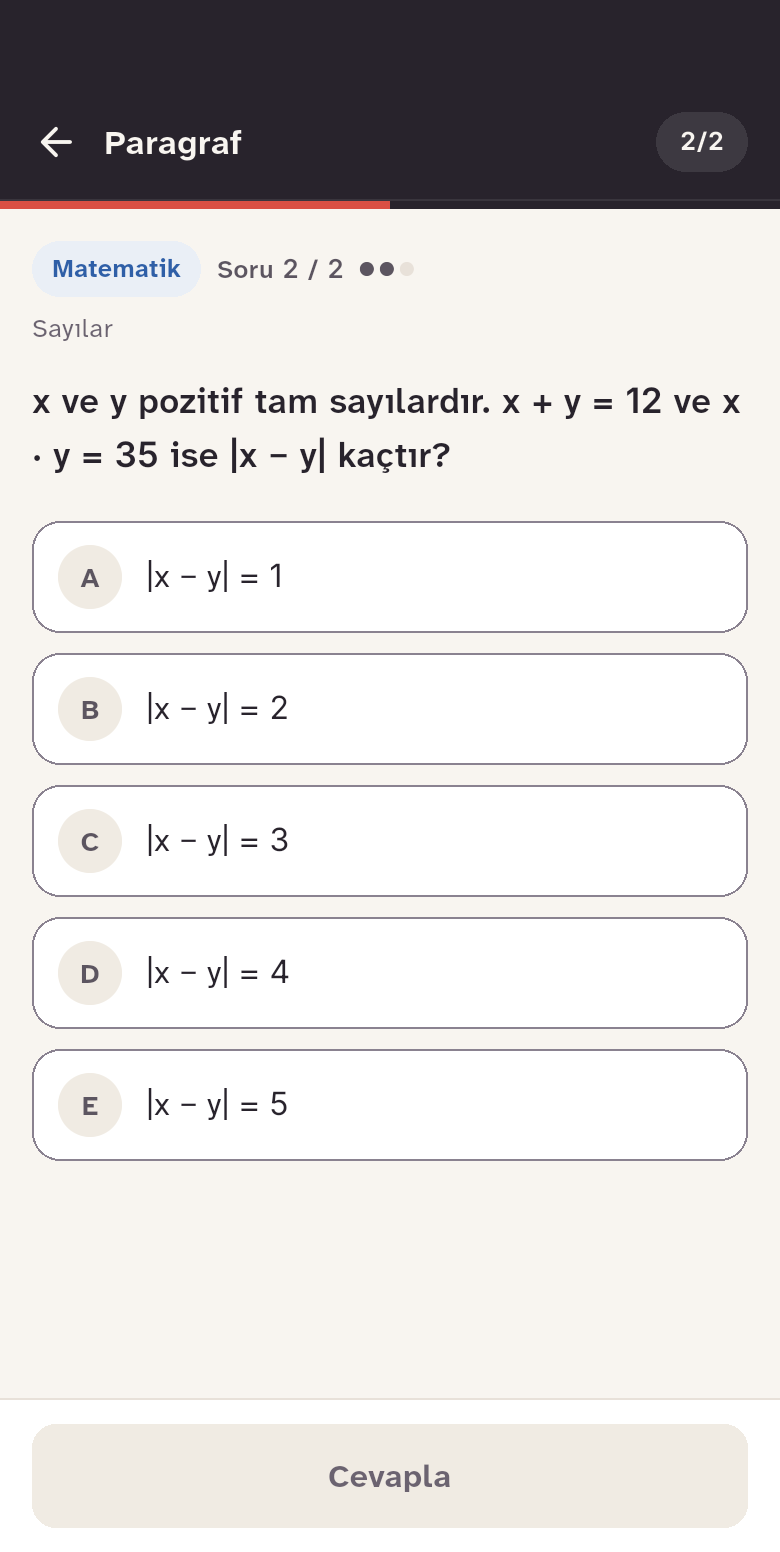 Paragraf
2/2
Matematik
Soru 2 / 2
Sayılar
x ve y pozitif tam sayılardır. x + y = 12 ve x
· y = 35 ise |x − y| kaçtır?
A
|x − y| = 1
B
|x − y| = 2
C
|x − y| = 3
D
|x − y| = 4
E
|x − y| = 5
Cevapla